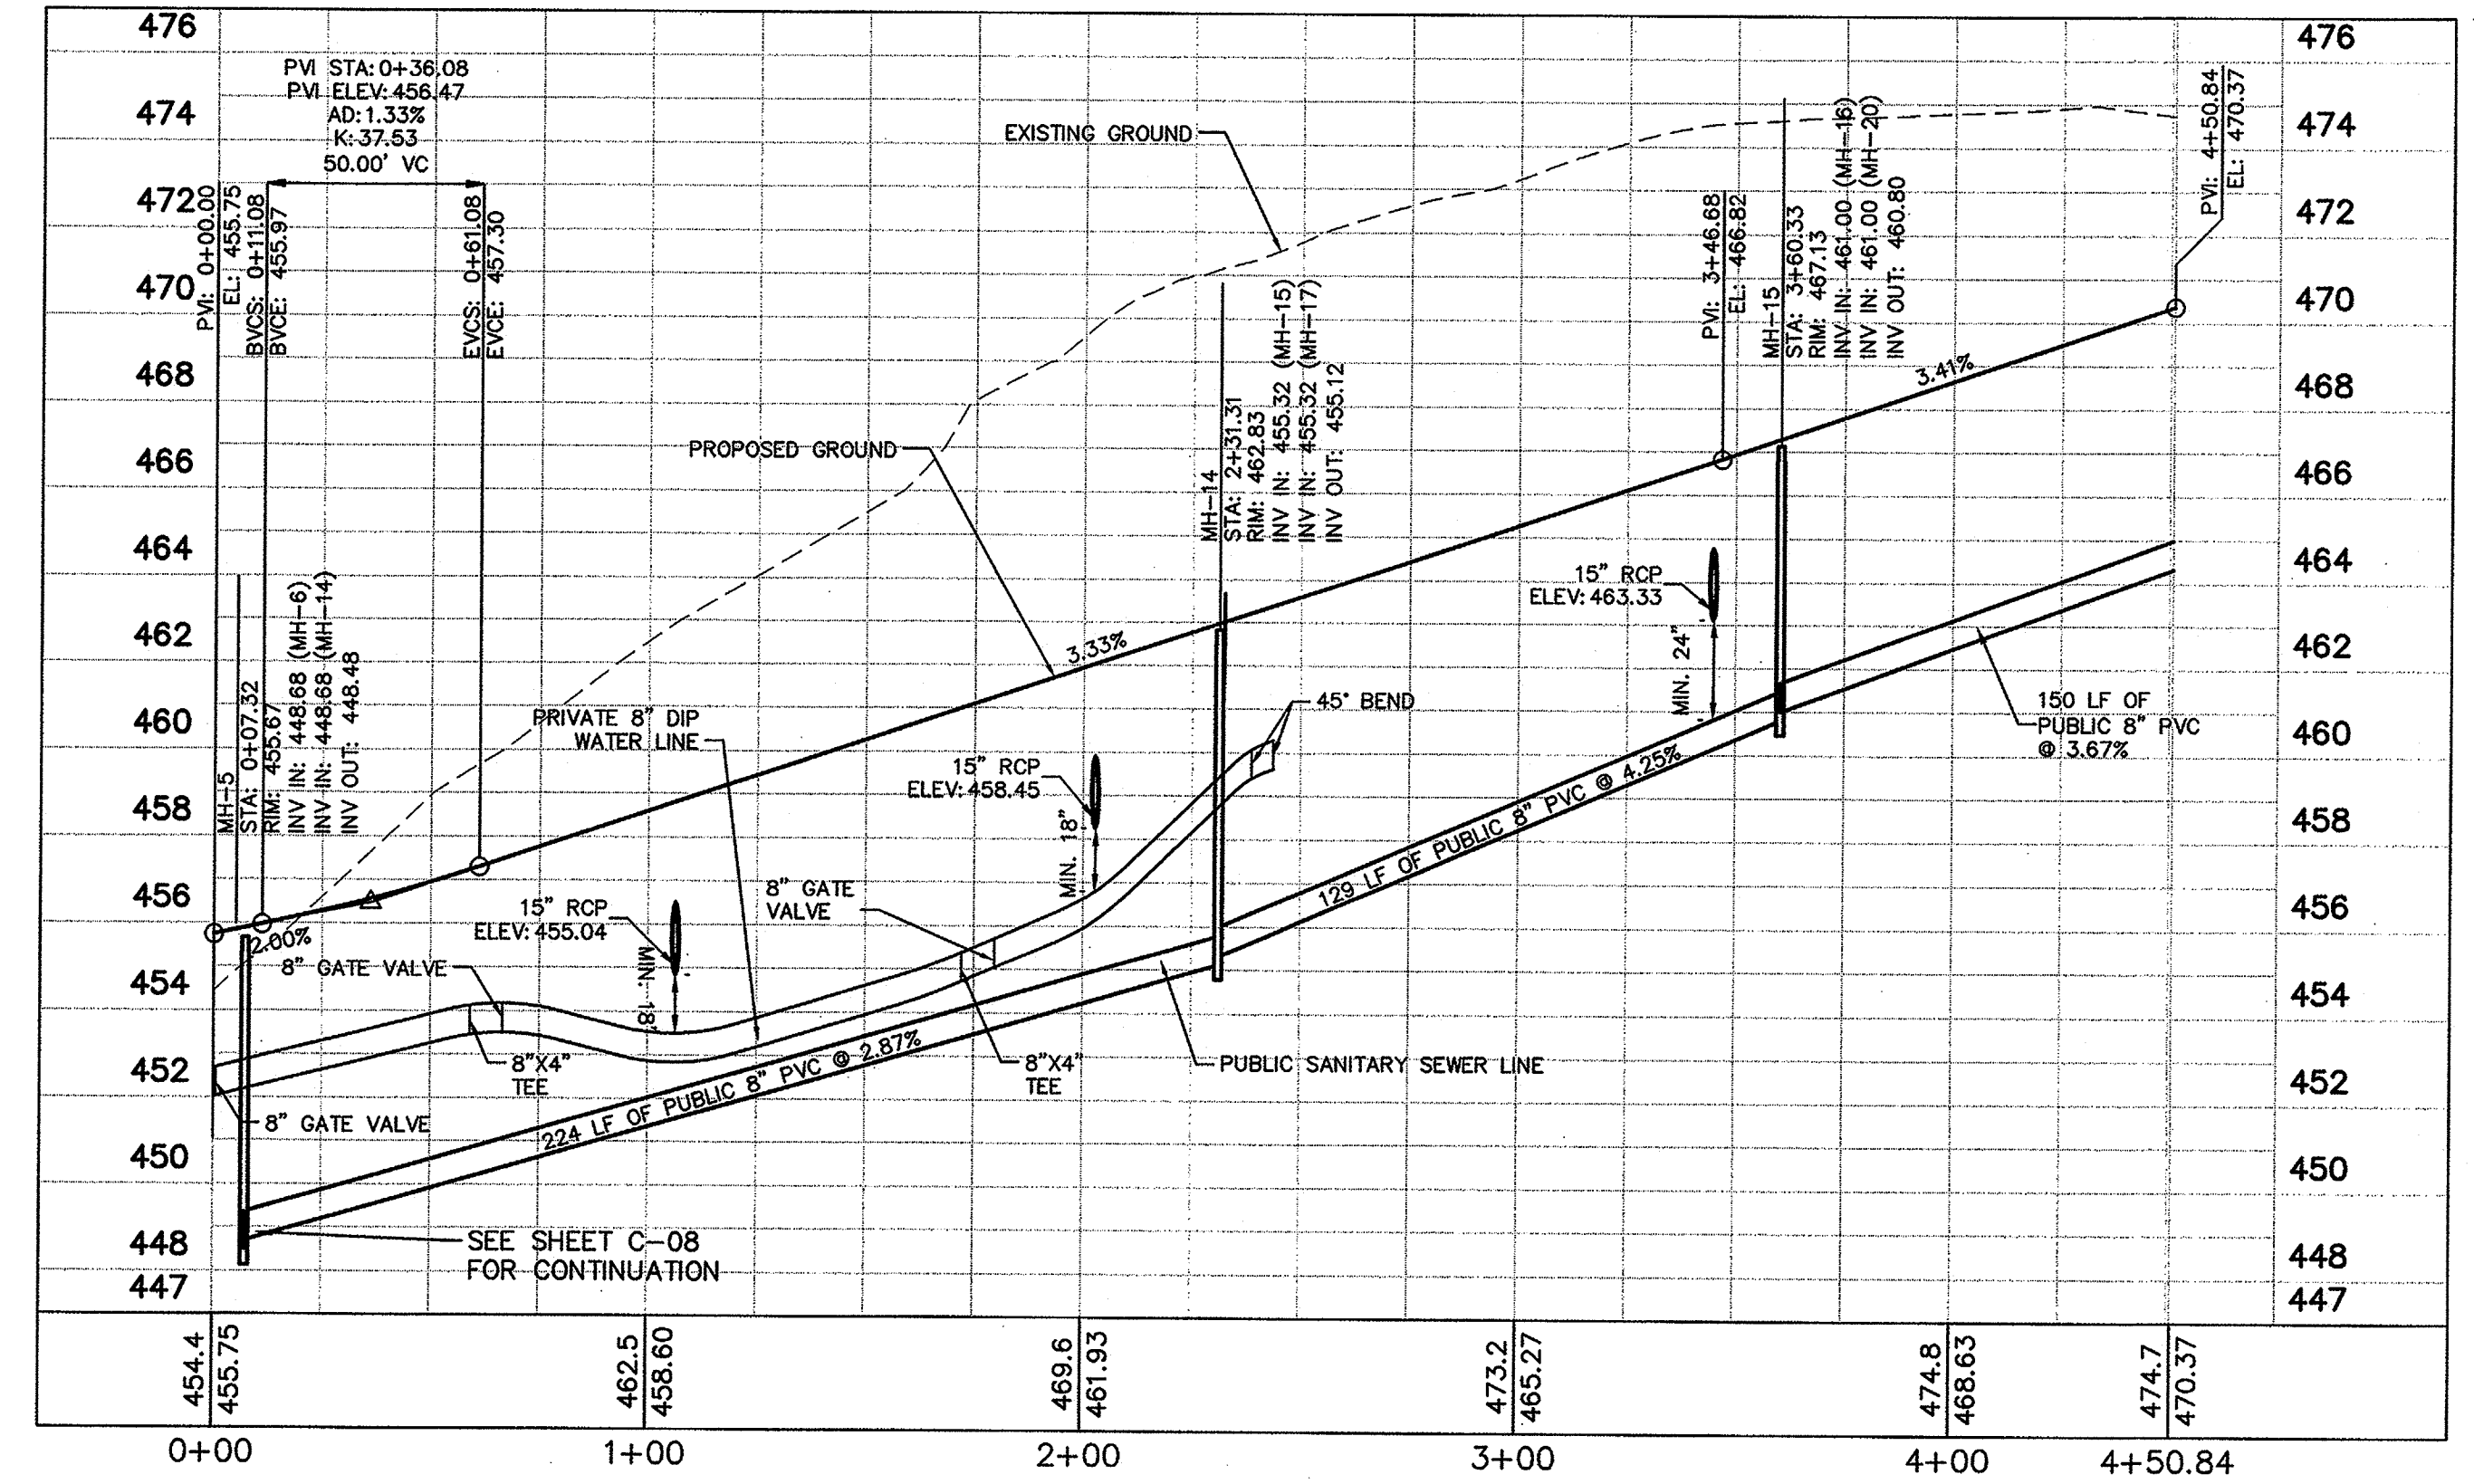 476
474
472
470
468
466
464
462
460
458
456
454
452
450
448
447
PVI STA: 0+36.08
PVI ELEV: 456.47
AD: 1.33%
K: 37.53
50.00' VC
PVI: 0+00.00
EL: 455.75
BVCS: 0+11.08
BVCE: 455.97
EVCS: 0+61.08
EVCE: 457.30
EXISTING GROUND
PROPOSED GROUND
MH-5
STA: 0+07.32
RIM: 455.67
INV IN: 448.68 (MH-6)
INV IN: 448.68 (MH-14)
INV OUT: 448.48
MH-14
STA: 2+31.31
RIM: 462.83
INV IN: 455.32 (MH-15)
INV IN: 455.32 (MH-17)
INV OUT: 455.12
PVI: 3+46.68
EL: 466.82
MH-15
STA: 3+60.33
RIM: 467.13
INV IN: 461.00 (MH-16)
INV IN: 461.00 (MH-20)
INV OUT: 460.80
PVI: 4+50.84
EL: 470.37
2.00%
3.33%
3.41%
PRIVATE 8" DIP
WATER LINE
15" RCP
ELEV: 455.04
MIN. 18"
15" RCP
ELEV: 458.45
MIN. 18"
15" RCP
ELEV: 463.33
MIN. 24"
45° BEND
8" GATE VALVE
8" GATE
VALVE
8"X4"
TEE
8"X4"
TEE
8" GATE VALVE
224 LF OF PUBLIC 8" PVC @ 2.87%
129 LF OF PUBLIC 8" PVC @ 4.25%
150 LF OF
PUBLIC 8" PVC
@ 3.67%
PUBLIC SANITARY SEWER LINE
SEE SHEET C-08
FOR CONTINUATION
476
474
472
470
468
466
464
462
460
458
456
454
452
450
448
447
454.4
455.75
462.5
458.60
469.6
461.93
473.2
465.27
474.8
468.63
474.7
470.37
0+00
1+00
2+00
3+00
4+00
4+50.84